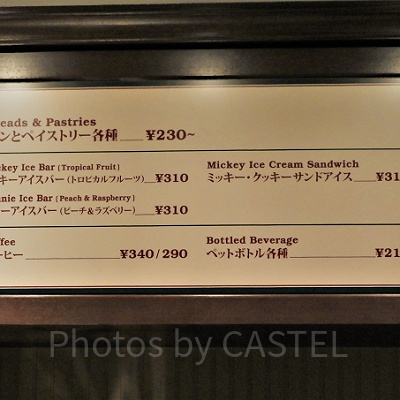 eads & Pastries
ンとペイストリー各種 ¥230~
key Ice Bar (Tropical Fruit)
キーアイスバー(トロピカルフルーツ) ¥310
Mickey Ice Cream Sandwich
ミッキー・クッキーサンドアイス ¥31
nie Ice Bar (Peach & Raspberry)
ーアイスバー (ピーチ&ラズベリー) ¥310
fee
ーヒー ¥340/290
Bottled Beverage
ペットボトル各種 ¥21
Photos by CASTEL